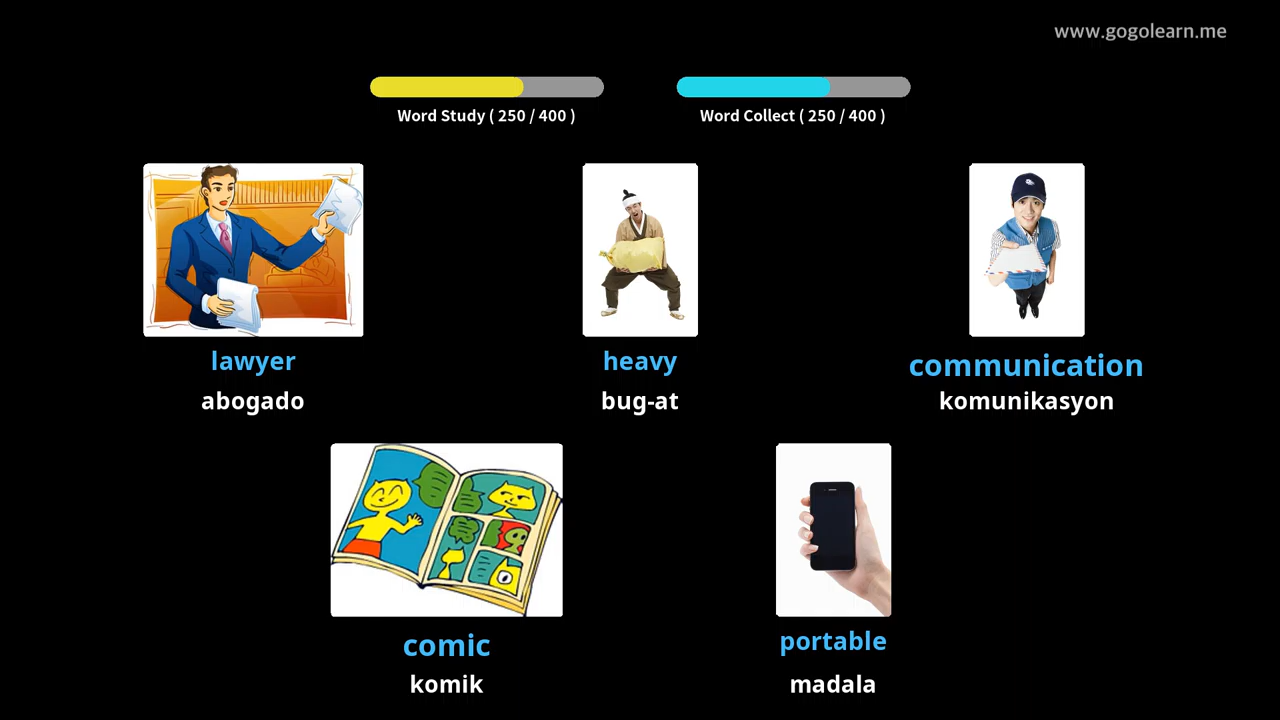 www.gogolearn.me
Word Study ( 250 / 400 )
Word Collect ( 250 / 400 )
lawyer
abogado
heavy
bug-at
communication
komunikasyon
comic
komik
portable
madala